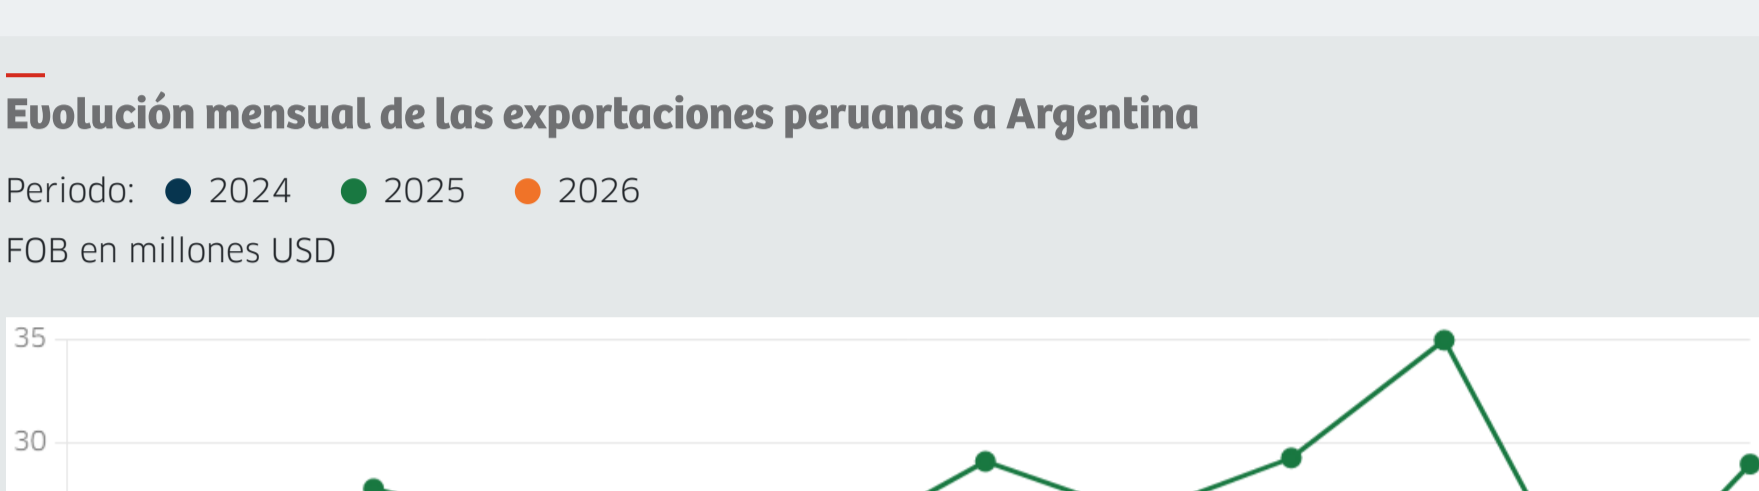 Evolución mensual de las exportaciones peruanas a Argentina
Periodo: 2024 2025 2026
FOB en millones USD
35
30